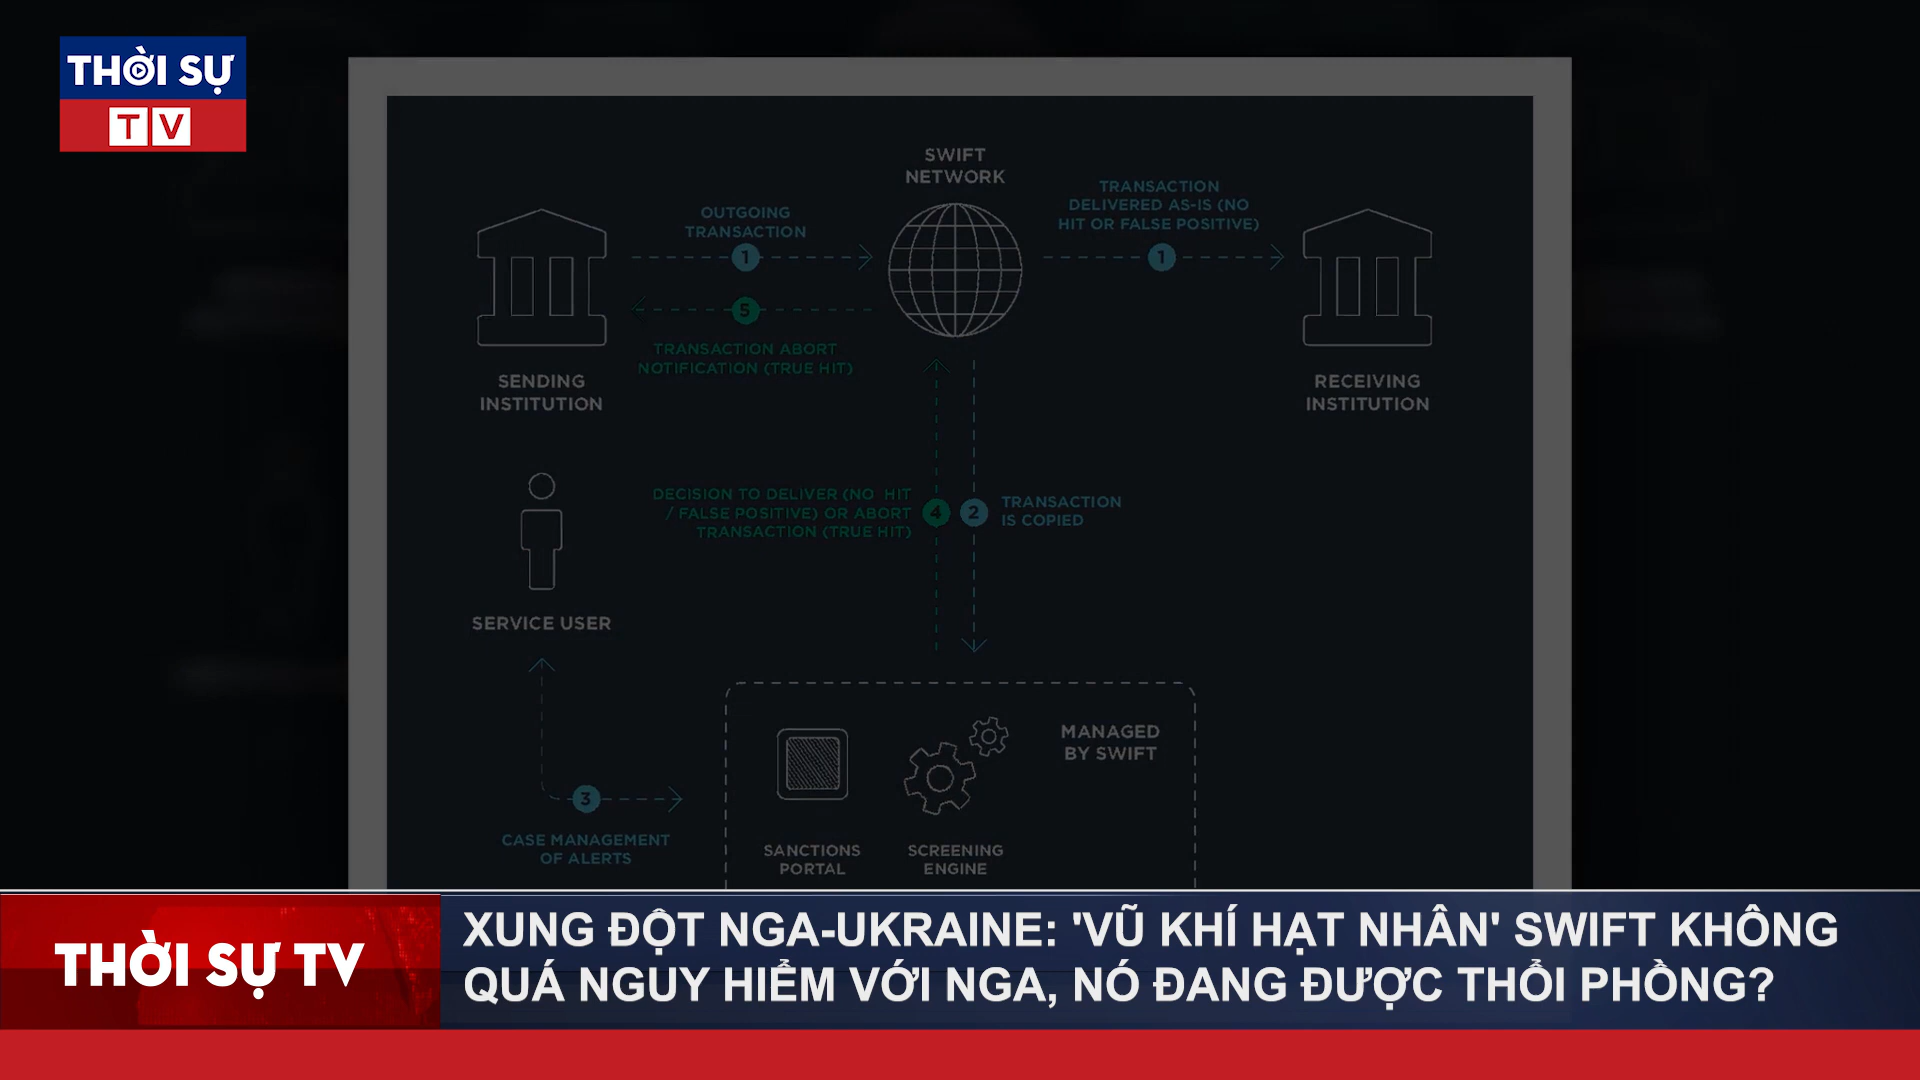 THỜI SỰ
TV
SWIFT
NETWORK
OUTGOING
TRANSACTION
1
TRANSACTION
DELIVERED AS-IS (NO
HIT OR FALSE POSITIVE)
1
5
TRANSACTION ABORT
NOTIFICATION (TRUE HIT)
SENDING
INSTITUTION
RECEIVING
INSTITUTION
DECISION TO DELIVER (NO HIT
/ FALSE POSITIVE) OR ABORT
TRANSACTION (TRUE HIT)
4
2
TRANSACTION
IS COPIED
SERVICE USER
3
CASE MANAGEMENT
OF ALERTS
MANAGED
BY SWIFT
SANCTIONS
PORTAL
SCREENING
ENGINE
THỜI SỰ TV
XUNG ĐỘT NGA-UKRAINE: 'VŨ KHÍ HẠT NHÂN' SWIFT KHÔNG
QUÁ NGUY HIỂM VỚI NGA, NÓ ĐANG ĐƯỢC THỔI PHỒNG?